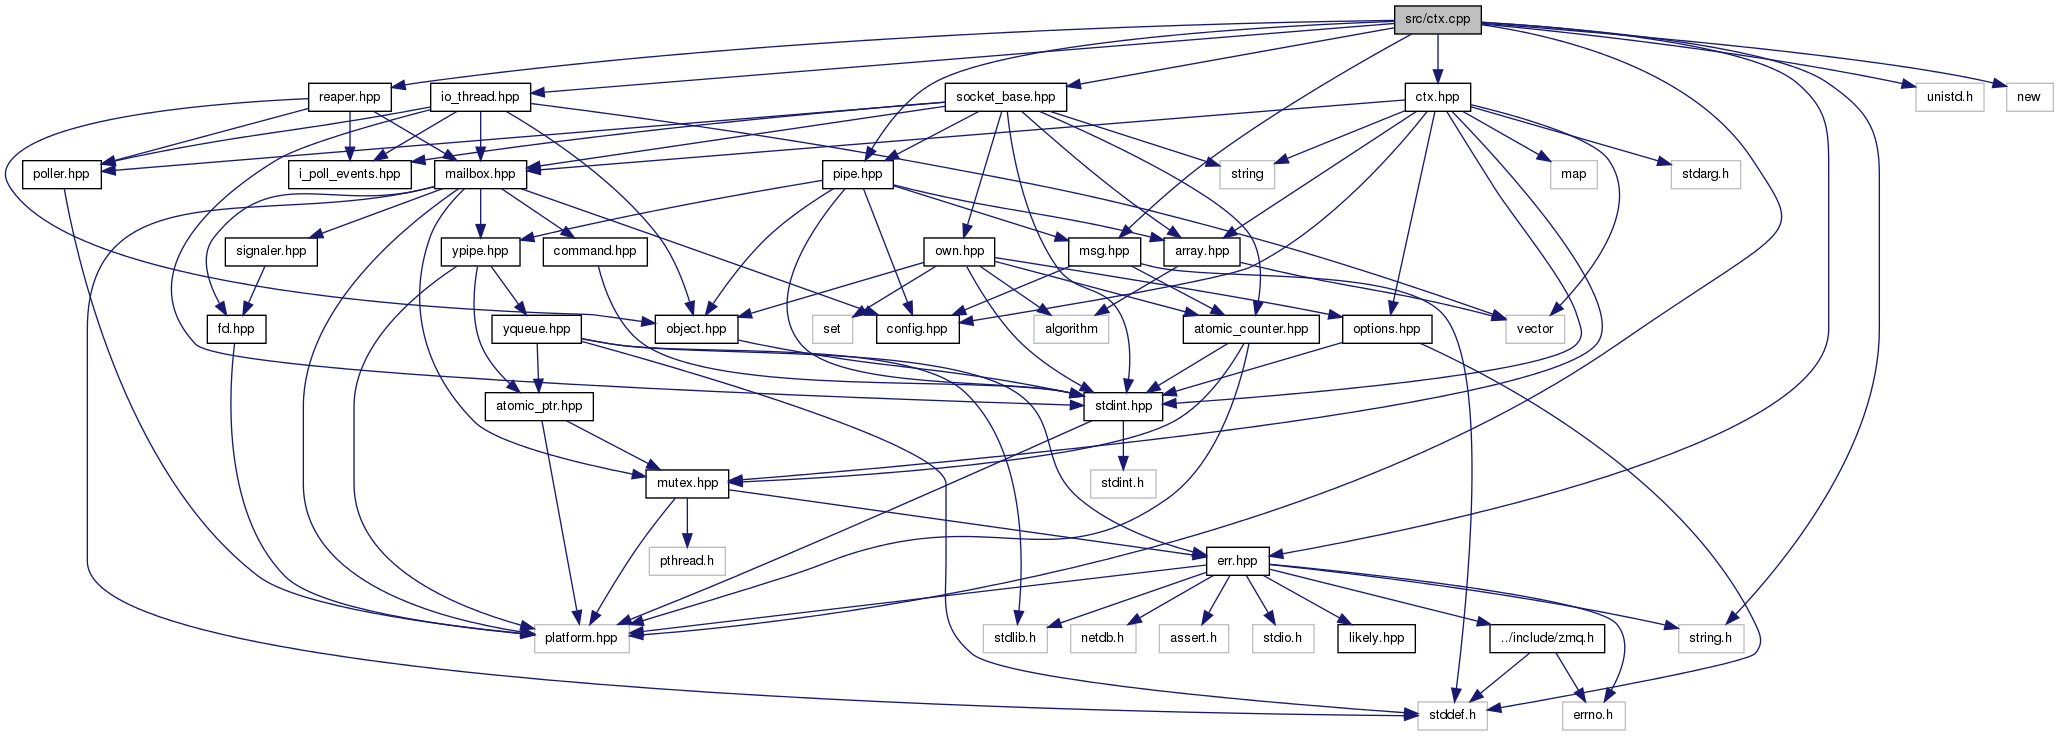 src/ctx.cpp
reaper.hpp
io_thread.hpp
socket_base.hpp
ctx.hpp
unistd.h
new
poller.hpp
i_poll_events.hpp
mailbox.hpp
pipe.hpp
string
map
stdarg.h
signaler.hpp
ypipe.hpp
command.hpp
own.hpp
msg.hpp
array.hpp
fd.hpp
yqueue.hpp
object.hpp
set
config.hpp
algorithm
atomic_counter.hpp
options.hpp
vector
atomic_ptr.hpp
stdint.hpp
mutex.hpp
stdint.h
pthread.h
err.hpp
platform.hpp
stdlib.h
netdb.h
assert.h
stdio.h
likely.hpp
../include/zmq.h
string.h
stddef.h
errno.h